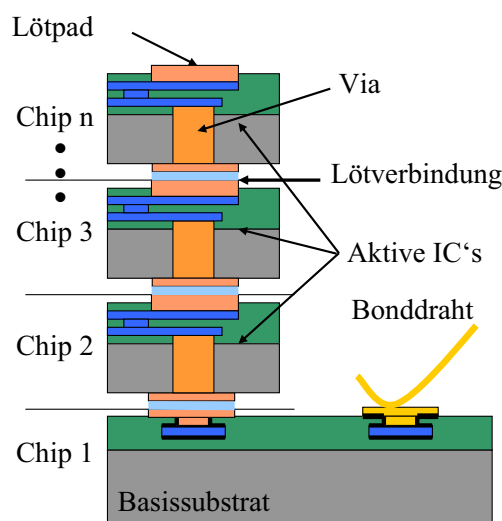 Lötpad
Via
Chip n
Lötverbindung
Chip 3
Aktive IC‘s
Bonddraht
Chip 2
Chip 1
Basissubstrat